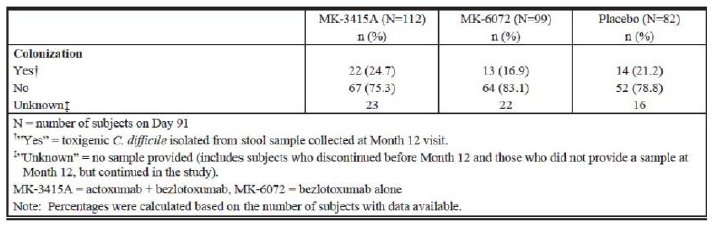 MK-3415A (N=112) MK-6072 (N=99) Placebo (N=82)
n (%) n (%) n (%)
Colonization
Yes† 22 (24.7) 13 (16.9) 14 (21.2)
No 67 (75.3) 64 (83.1) 52 (78.8)
Unknown‡ 23 22 16
N = number of subjects on Day 91
†"Yes" = toxigenic C. difficile isolated from stool sample collected at Month 12 visit.
‡"Unknown" = no sample provided (includes subjects who discontinued before Month 12 and those who did not provide a sample at
Month 12, but continued in the study).
MK-3415A = actoxumab + bezlotoxumab, MK-6072 = bezlotoxumab alone
Note: Percentages were calculated based on the number of subjects with data available.